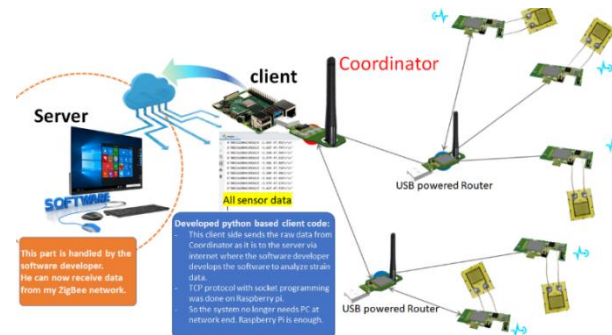 Coordinator
client
Server
SOFTWARE
All sensor data
USB powered Router
USB powered Router
This part is handled by the
software developer.
He can now receive data
from my ZigBee network.
Developed python based client code:
- This client side sends the raw data from
Coordinator as it is to the server via
internet where the software developer
develops the software to analyze strain
data.
- TCP protocol with socket programming
was done on Raspberry pi.
- So the system no longer needs PC at
network end. Raspberry Pi is enough.